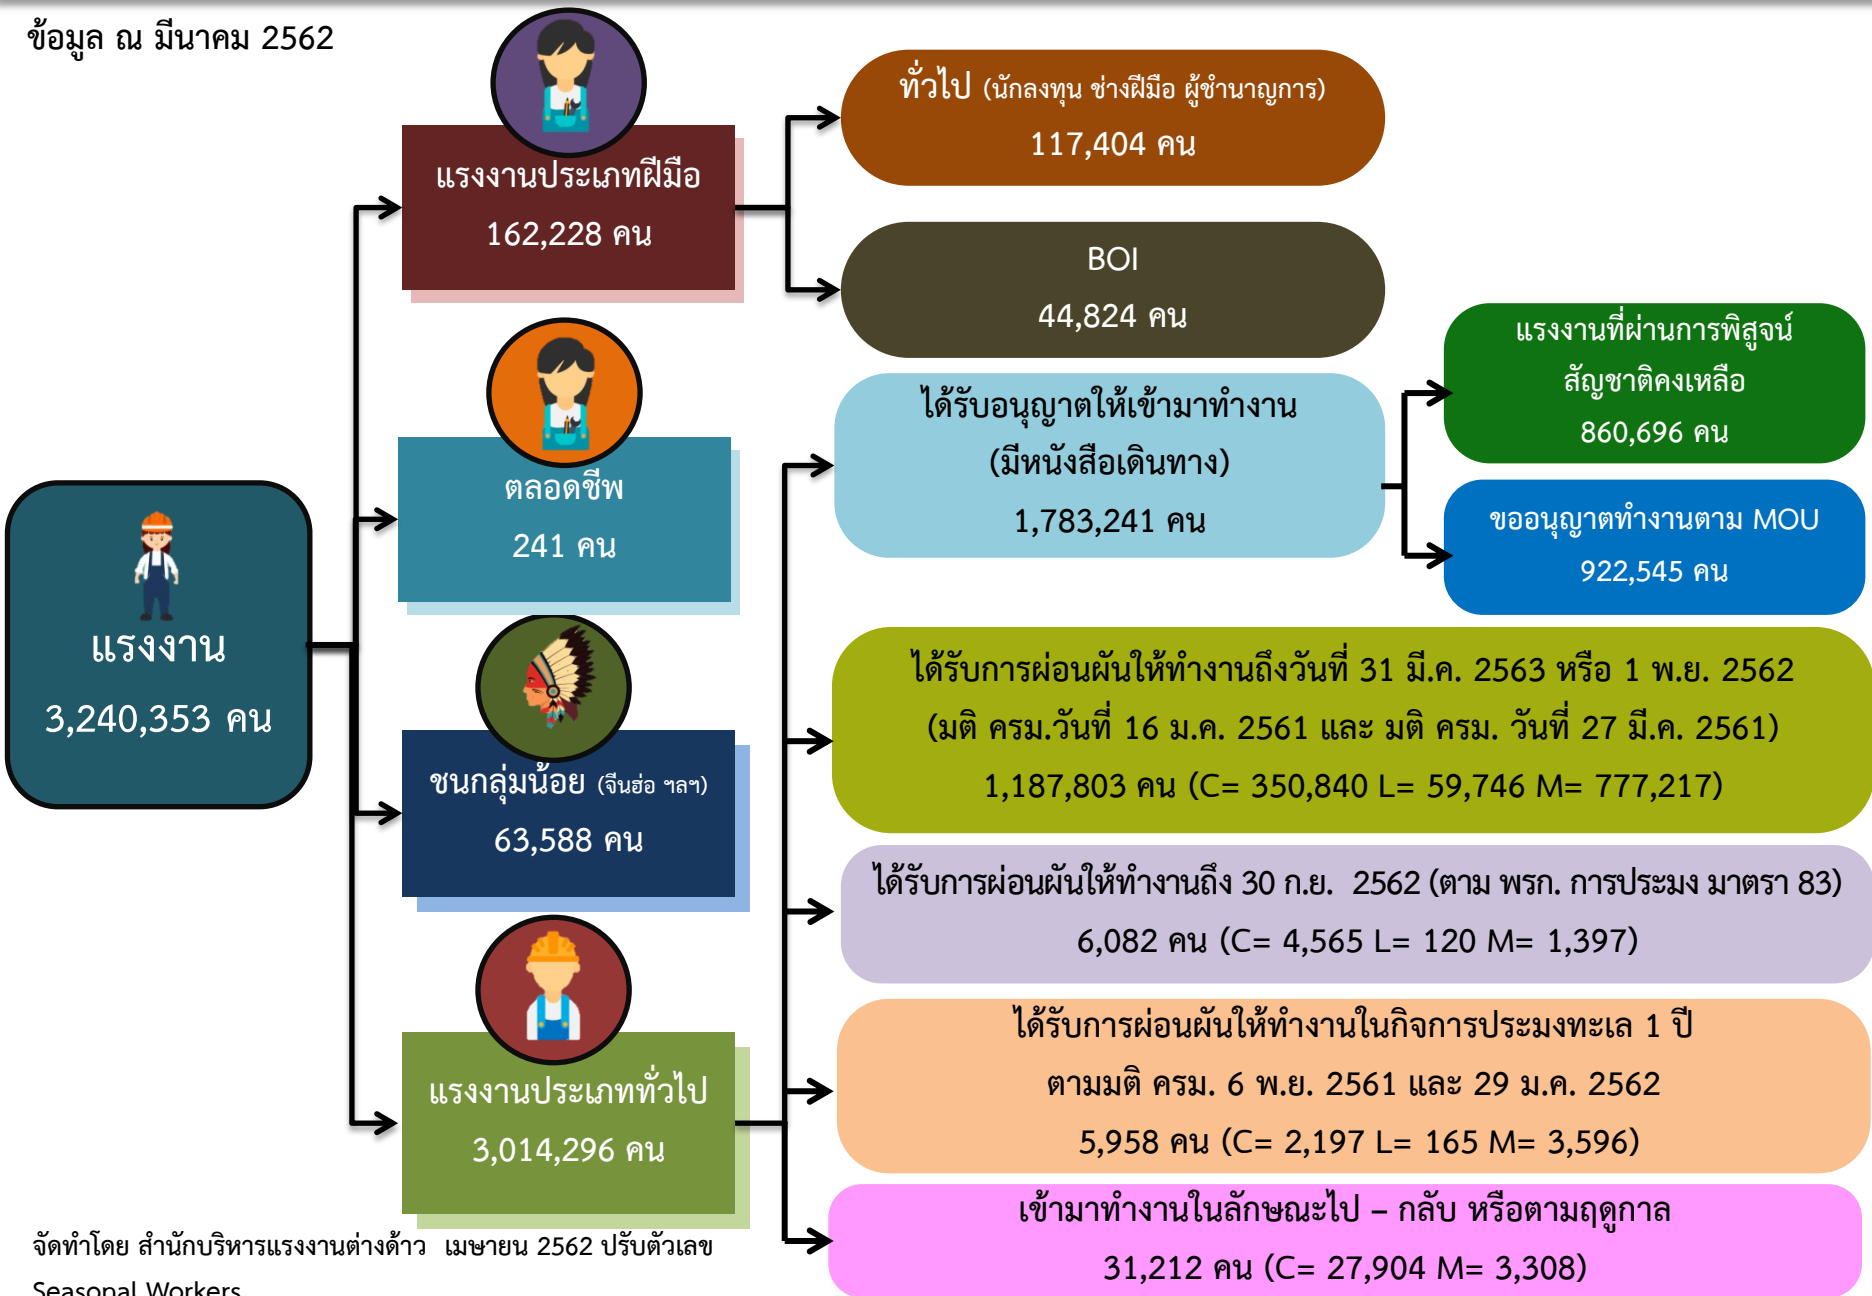 ข้อมูล ณ มีนาคม 2562
แรงงาน
3,240,353 คน
แรงงานประเภทฝีมือ
162,228 คน
ทั่วไป (นักลงทุน ช่างฝีมือ ผู้ชำนาญการ)
117,404 คน
BOI
44,824 คน
ตลอดชีพ
241 คน
ชนกลุ่มน้อย (จีนฮ่อ ฯลฯ)
63,588 คน
แรงงานประเภททั่วไป
3,014,296 คน
ได้รับอนุญาตให้เข้ามาทำงาน
(มีหนังสือเดินทาง)
1,783,241 คน
แรงงานที่ผ่านการพิสูจน์
สัญชาติคงเหลือ
860,696 คน
ขออนุญาตทำงานตาม MOU
922,545 คน
ได้รับการผ่อนผันให้ทำงานถึงวันที่ 31 มี.ค. 2563 หรือ 1 พ.ย. 2562
(มติ ครม.วันที่ 16 ม.ค. 2561 และ มติ ครม. วันที่ 27 มี.ค. 2561)
1,187,803 คน (C= 350,840 L= 59,746 M= 777,217)
ได้รับการผ่อนผันให้ทำงานถึง 30 ก.ย. 2562 (ตาม พรก. การประมง มาตรา 83)
6,082 คน (C= 4,565 L= 120 M= 1,397)
ได้รับการผ่อนผันให้ทำงานในกิจการประมงทะเล 1 ปี
ตามมติ ครม. 6 พ.ย. 2561 และ 29 ม.ค. 2562
5,958 คน (C= 2,197 L= 165 M= 3,596)
เข้ามาทำงานในลักษณะไป – กลับ หรือตามฤดูกาล
31,212 คน (C= 27,904 M= 3,308)
จัดทำโดย สำนักบริหารแรงงานต่างด้าว เมษายน 2562 ปรับตัวเลข
Seasonal Workers